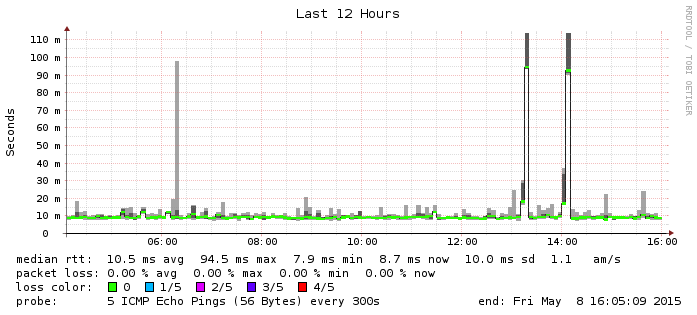 Last 12 Hours
RRDTOOL / TOBI OETIKER
Seconds
110 m
100 m
90 m
80 m
70 m
60 m
50 m
40 m
30 m
20 m
10 m
0
06:00 08:00 10:00 12:00 14:00 16:00
median rtt: 10.5 ms avg 94.5 ms max 7.9 ms min 8.7 ms now 10.0 ms sd 1.1 am/s
packet loss: 0.00 % avg 0.00 % max 0.00 % min 0.00 % now
loss color: 0 1/5 2/5 3/5 4/5
probe: 5 ICMP Echo Pings (56 Bytes) every 300s end: Fri May 8 16:05:09 2015